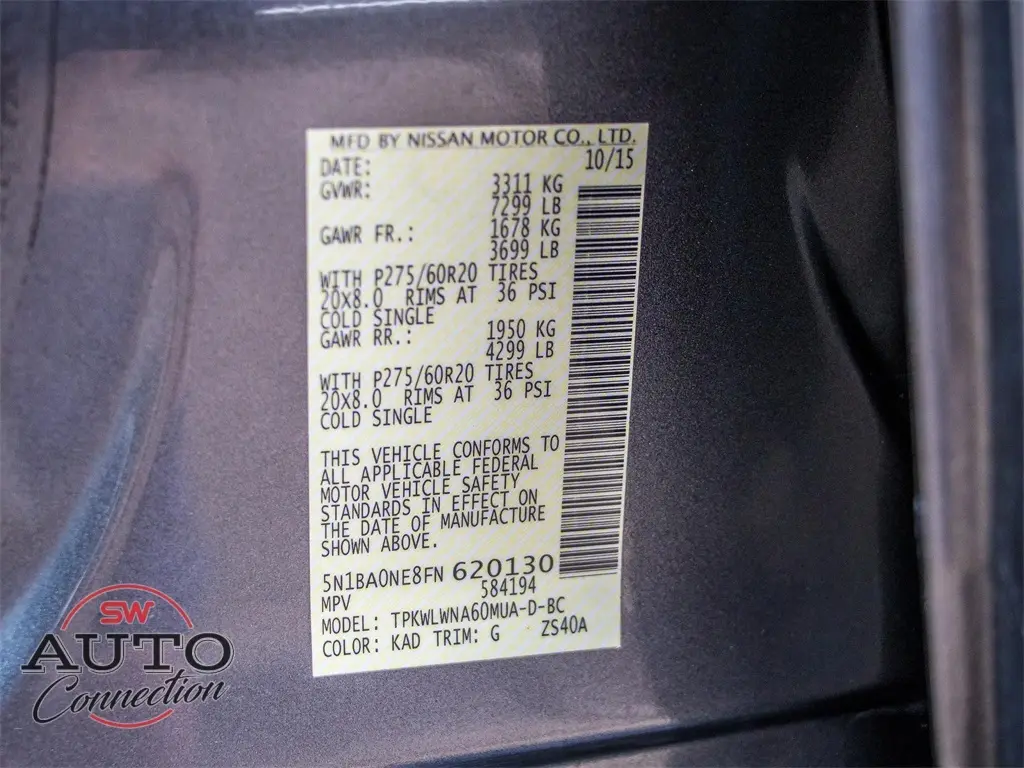 MFD BY NISSAN MOTOR CO., LTD.
DATE: 10/15
GVWR: 3311 KG
7299 LB
GAWR FR.: 1678 KG
3699 LB
WITH P275/60R20 TIRES
20X8.0 RIMS AT 36 PSI
COLD SINGLE
GAWR RR.: 1950 KG
4299 LB
WITH P275/60R20 TIRES
20X8.0 RIMS AT 36 PSI
COLD SINGLE
THIS VEHICLE CONFORMS TO
ALL APPLICABLE FEDERAL
MOTOR VEHICLE SAFETY
STANDARDS IN EFFECT ON
THE DATE OF MANUFACTURE
SHOWN ABOVE.
5N1BA0NE8FN 620130
MPV 584194
MODEL: TPKWLWNA60MUA-D-BC
COLOR: KAD TRIM: G ZS40A
SW
AUTO
Connection